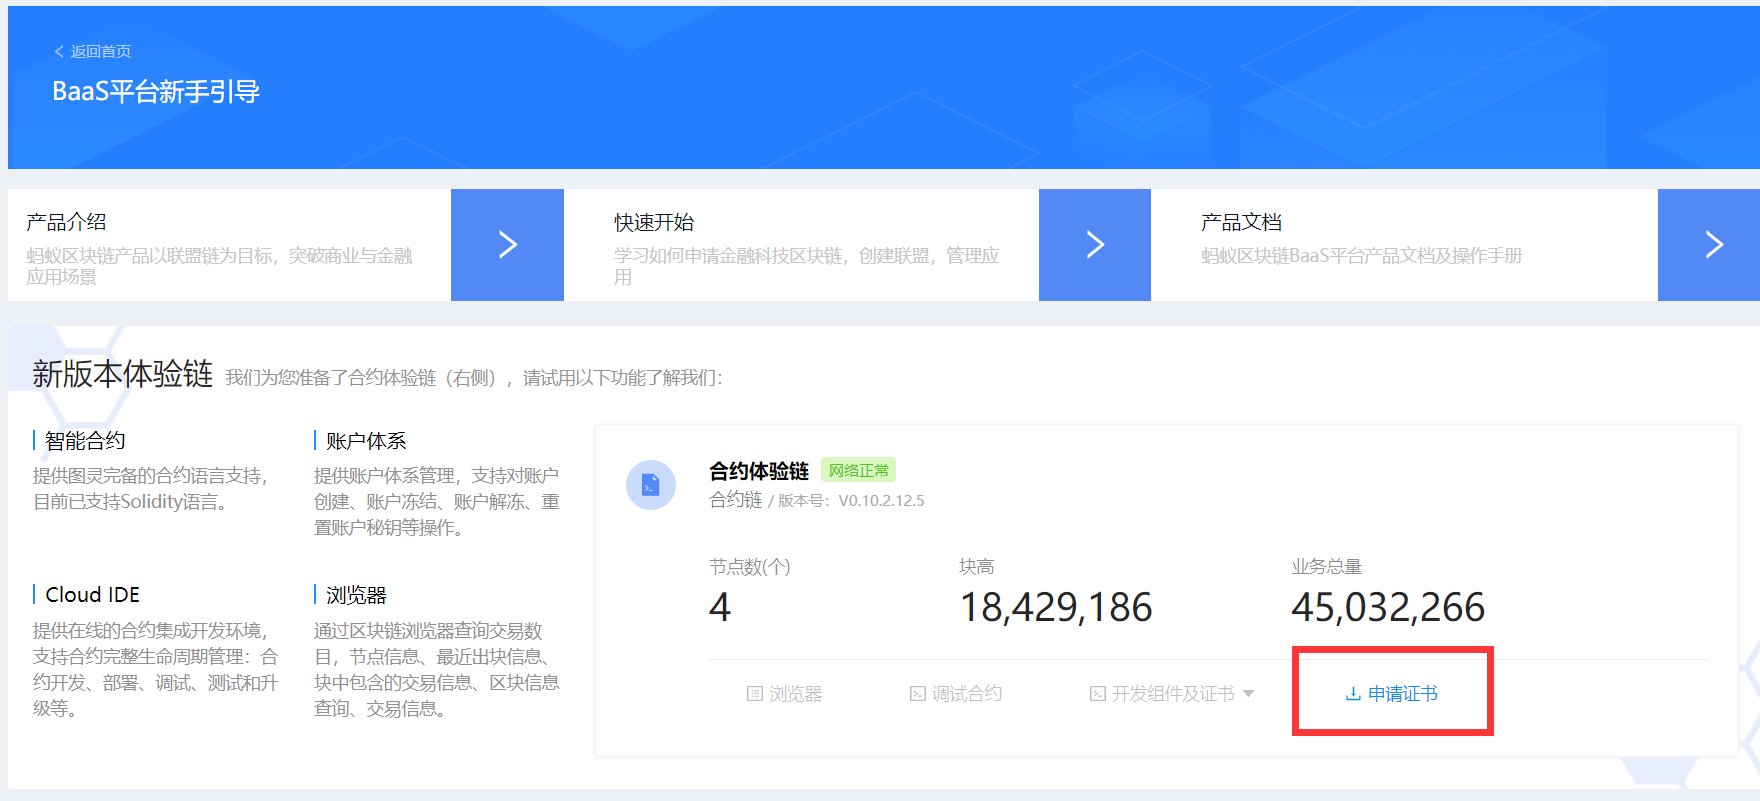 返回首页
BaaS平台新手引导
产品介绍
蚂蚁区块链产品以联盟链为目标，突破商业与金融
应用场景
快速开始
学习如何申请金融科技区块链，创建联盟，管理应
用
产品文档
蚂蚁区块链BaaS平台产品文档及操作手册
新版本体验链 我们为您准备了合约体验链（右侧），请试用以下功能了解我们：
智能合约
提供图灵完备的合约语言支持，
目前已支持Solidity语言。
账户体系
提供账户体系管理，支持对账户
创建、账户冻结、账户解冻、重
置账户秘钥等操作。
Cloud IDE
提供在线的合约集成开发环境，
支持合约完整生命周期管理：合
约开发、部署、调试、测试和升
级等。
浏览器
通过区块链浏览器查询交易数
目，节点信息、最近出块信息、
块中包含的交易信息、区块信息
查询、交易信息。
合约体验链 网络正常
合约链 / 版本号：V0.10.2.12.5
节点数(个)
4
块高
18,429,186
业务总量
45,032,266
浏览器
调试合约
开发组件及证书
申请证书